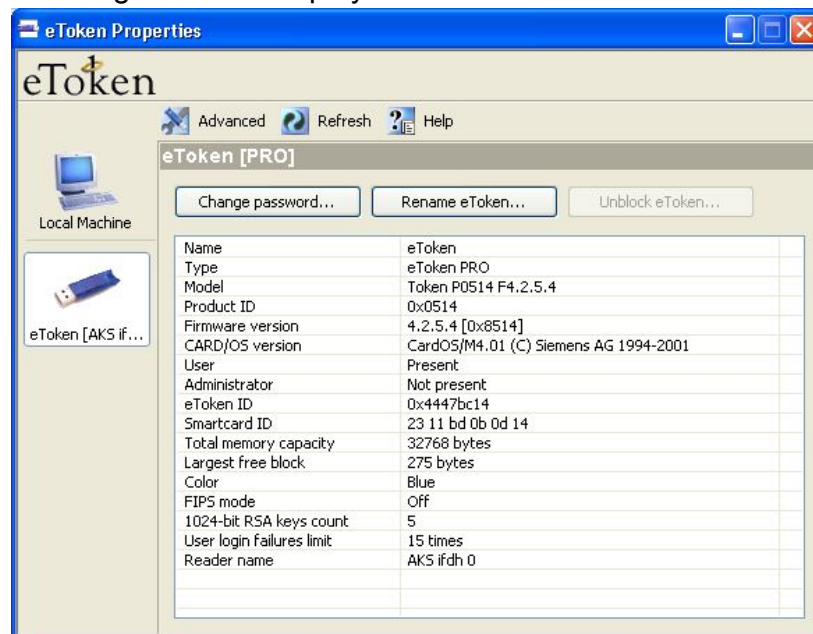 eToken Properties
eToken
Advanced Refresh Help
eToken [PRO]
Change password... Rename eToken... Unblock eToken...
Local Machine
eToken [AKS if...
Name eToken
Type eToken PRO
Model Token P0514 F4.2.5.4
Product ID 0x0514
Firmware version 4.2.5.4 [0x8514]
CARD/OS version CardOS/M4.01 (C) Siemens AG 1994-2001
User Present
Administrator Not present
eToken ID 0x4447bc14
Smartcard ID 23 11 bd 0b 0d 14
Total memory capacity 32768 bytes
Largest free block 275 bytes
Color Blue
FIPS mode Off
1024-bit RSA keys count 5
User login failures limit 15 times
Reader name AKS ifdh 0